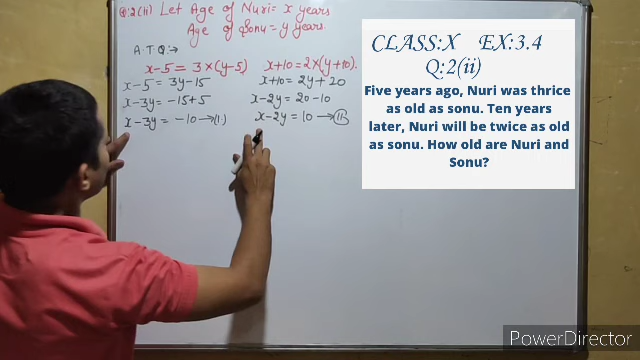 Q:2(ii) Let Age of Nuri = x years
Age of Sonu = y years.
A.T.Q:→
x-5 = 3×(y-5) x+10 = 2×(y+10).
x-5 = 3y-15 x+10 = 2y+20
x-3y = -15+5 x-2y = 20-10
x-3y = -10 →(i) x-2y = 10 →(ii)
CLASS:X EX:3.4
Q:2(ii)
Five years ago, Nuri was thrice
as old as sonu. Ten years
later, Nuri will be twice as old
as sonu. How old are Nuri and
Sonu?
PowerDirector